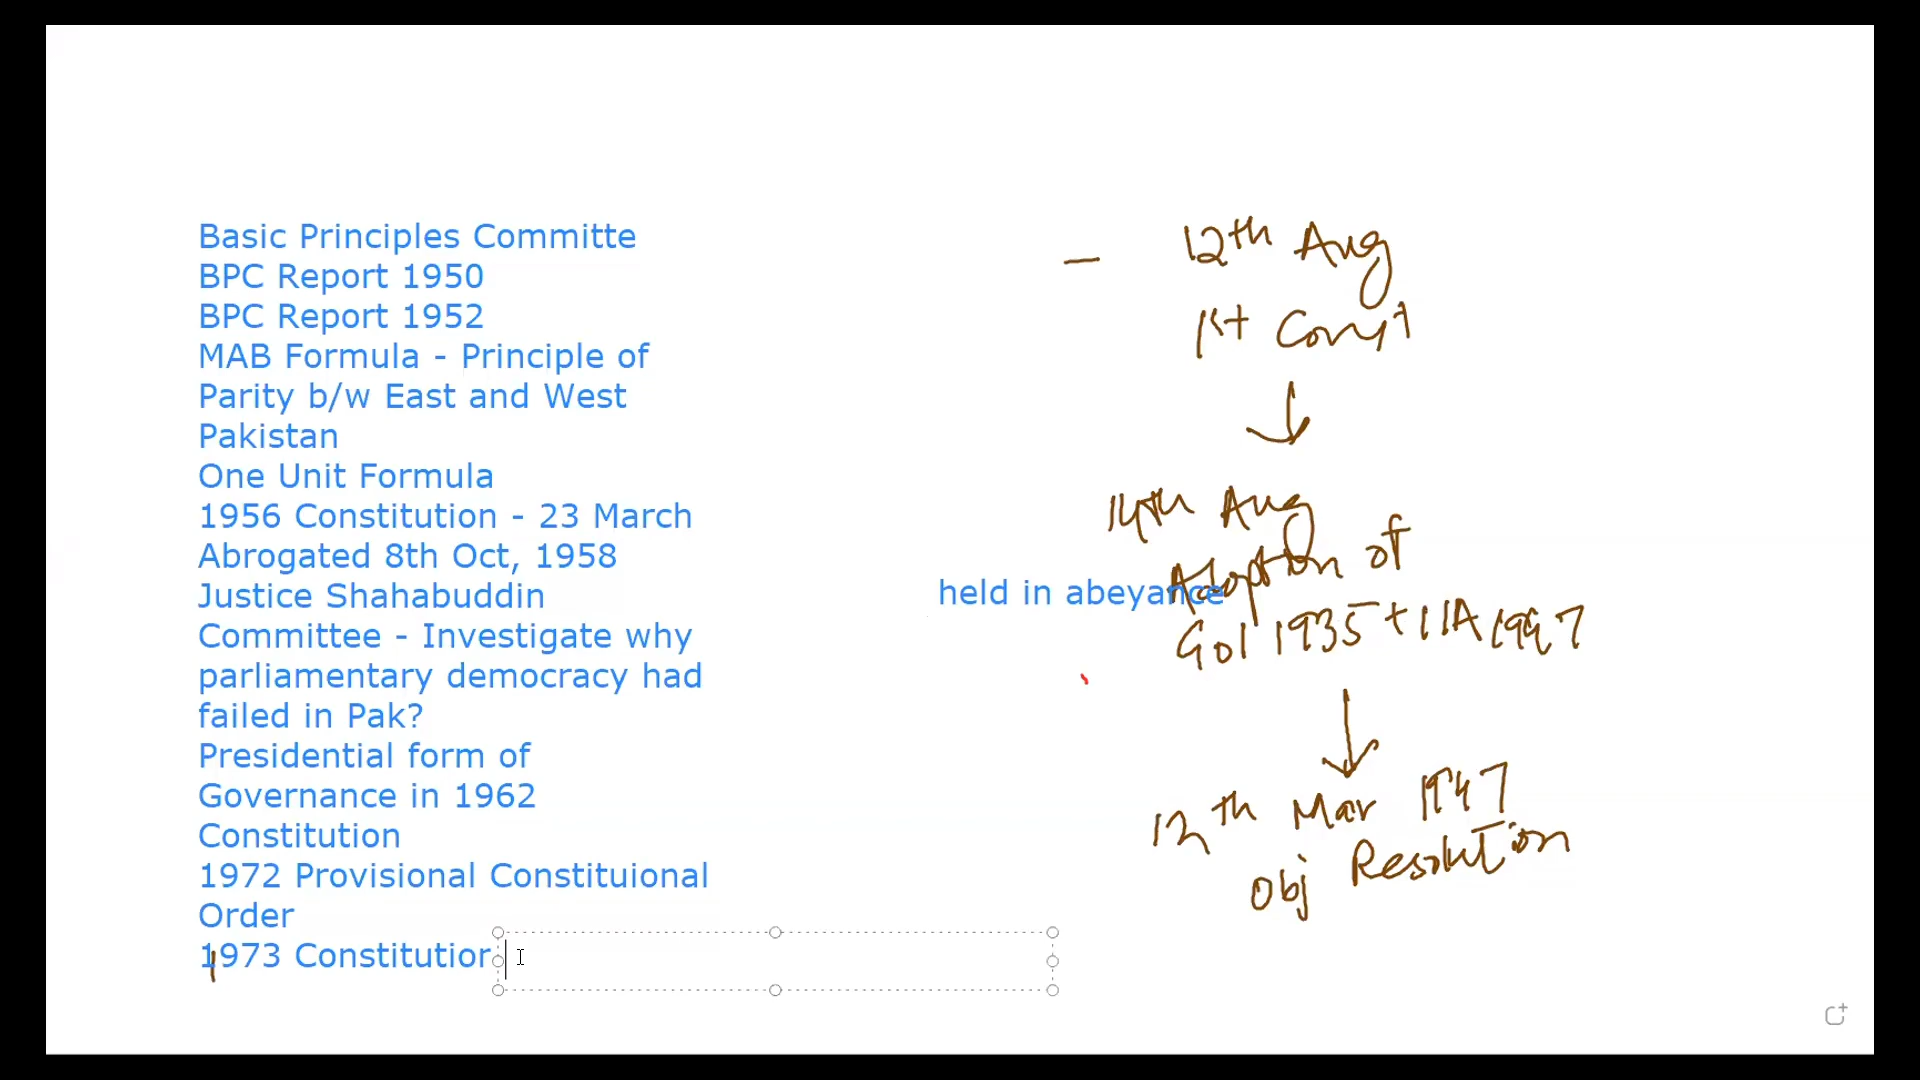 Basic Principles Committe
BPC Report 1950
BPC Report 1952
MAB Formula - Principle of
Parity b/w East and West
Pakistan
One Unit Formula
1956 Constitution - 23 March
Abrogated 8th Oct, 1958
Justice Shahabuddin
Committee - Investigate why
parliamentary democracy had
failed in Pak?
Presidential form of
Governance in 1962
Constitution
1972 Provisional Constituional
Order
1973 Constitution
held in abeyance
- 12th Aug
1st Const
14th Aug
Adoption of
GoI 1935 + IIA 1947
12th Mar 1947
Obj Resolution